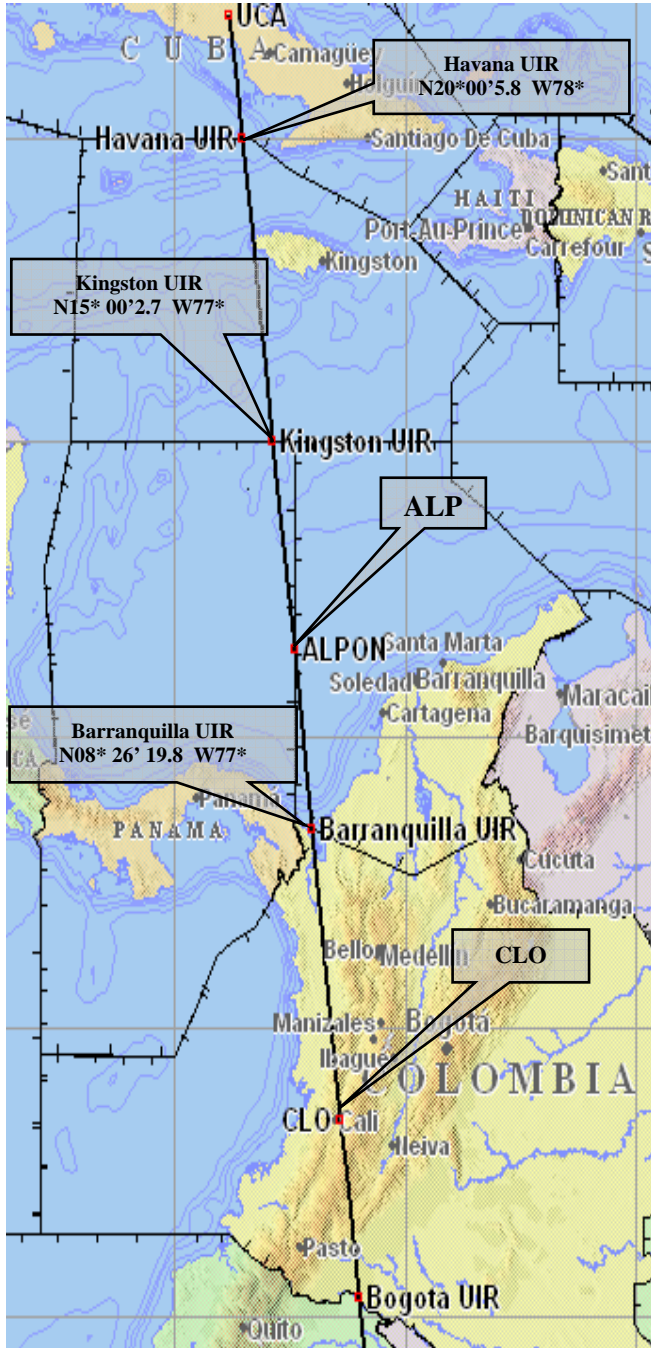 UCA
C U B A
Camagüey
Holguín
Havana UIR
N20*00’5.8 W78*
Havana UIR
Santiago De Cuba
HAITI
DOMINICAN R
Port-Au-Prince
Carrefour
Kingston
Kingston UIR
N15* 00’2.7 W77*
Kingston UIR
ALP
ALPON
Santa Marta
Soledad
Barranquilla
Maracai
Cartagena
Barquisimet
Barranquilla UIR
N08* 26’ 19.8 W77*
Panama
PANAMA
Barranquilla UIR
Cucuta
Bucaramanga
Bello
Medellin
CLO
Manizales
Bogota
Ibague
COLOMBIA
CLO
Cali
Neiva
Pasto
Bogota UIR
Quito